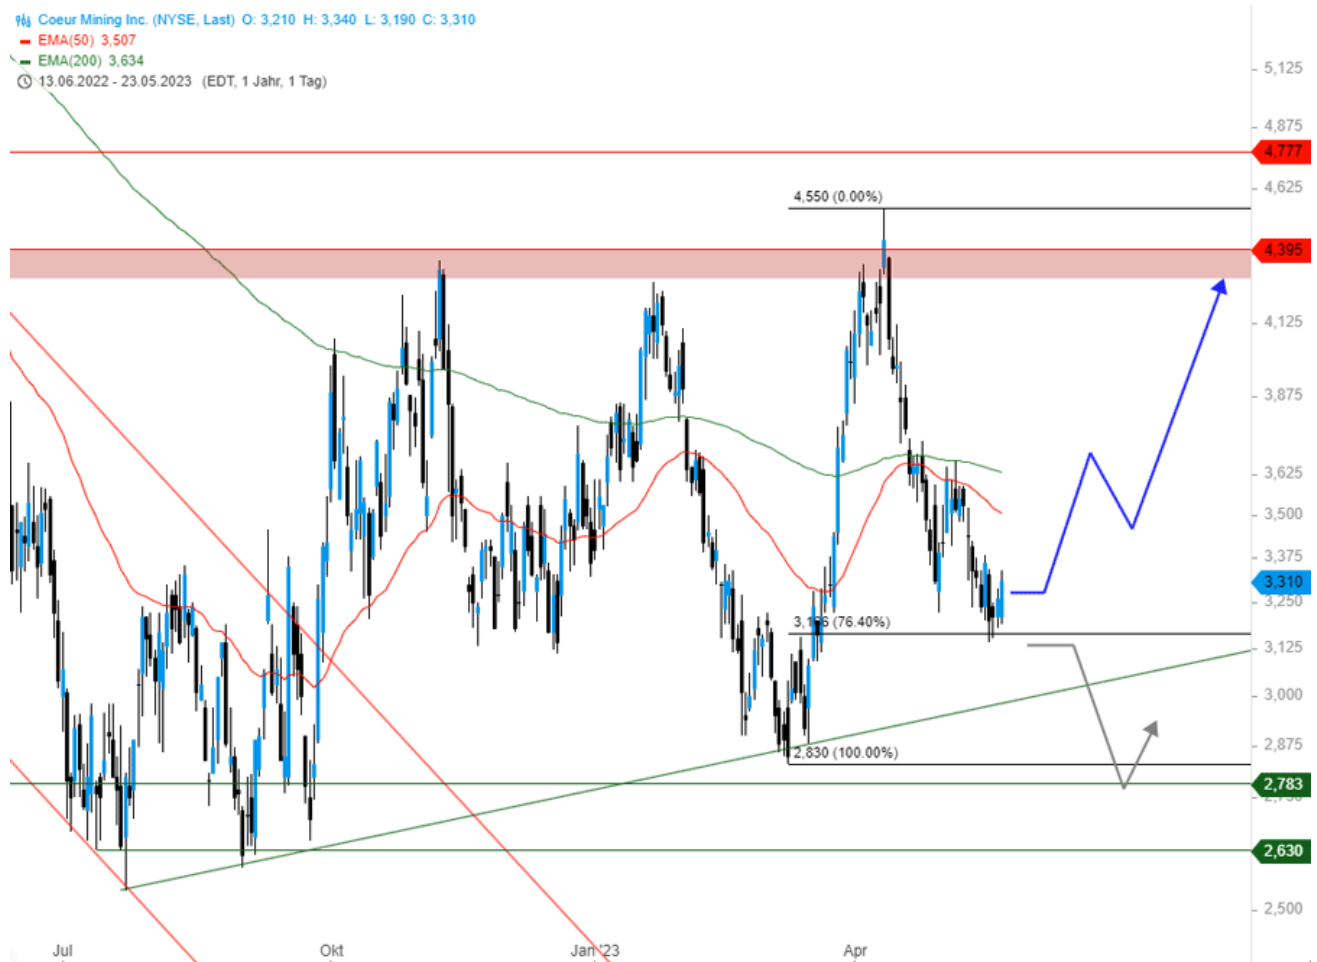 Coeur Mining Inc. (NYSE, Last) O: 3,210 H: 3,340 L: 3,190 C: 3,310
EMA(50) 3,507
EMA(200) 3,634
13.06.2022 - 23.05.2023 (EDT, 1 Jahr, 1 Tag)
5,125
4,875
4,777
4,625
4,550 (0.00%)
4,395
4,125
3,875
3,625
3,500
3,375
3,310
3,250
(76.40%)
3,125
3,000
2,875
2,830 (100.00%)
2,783
2,630
2,500
Jul
Okt
Jan '23
Apr